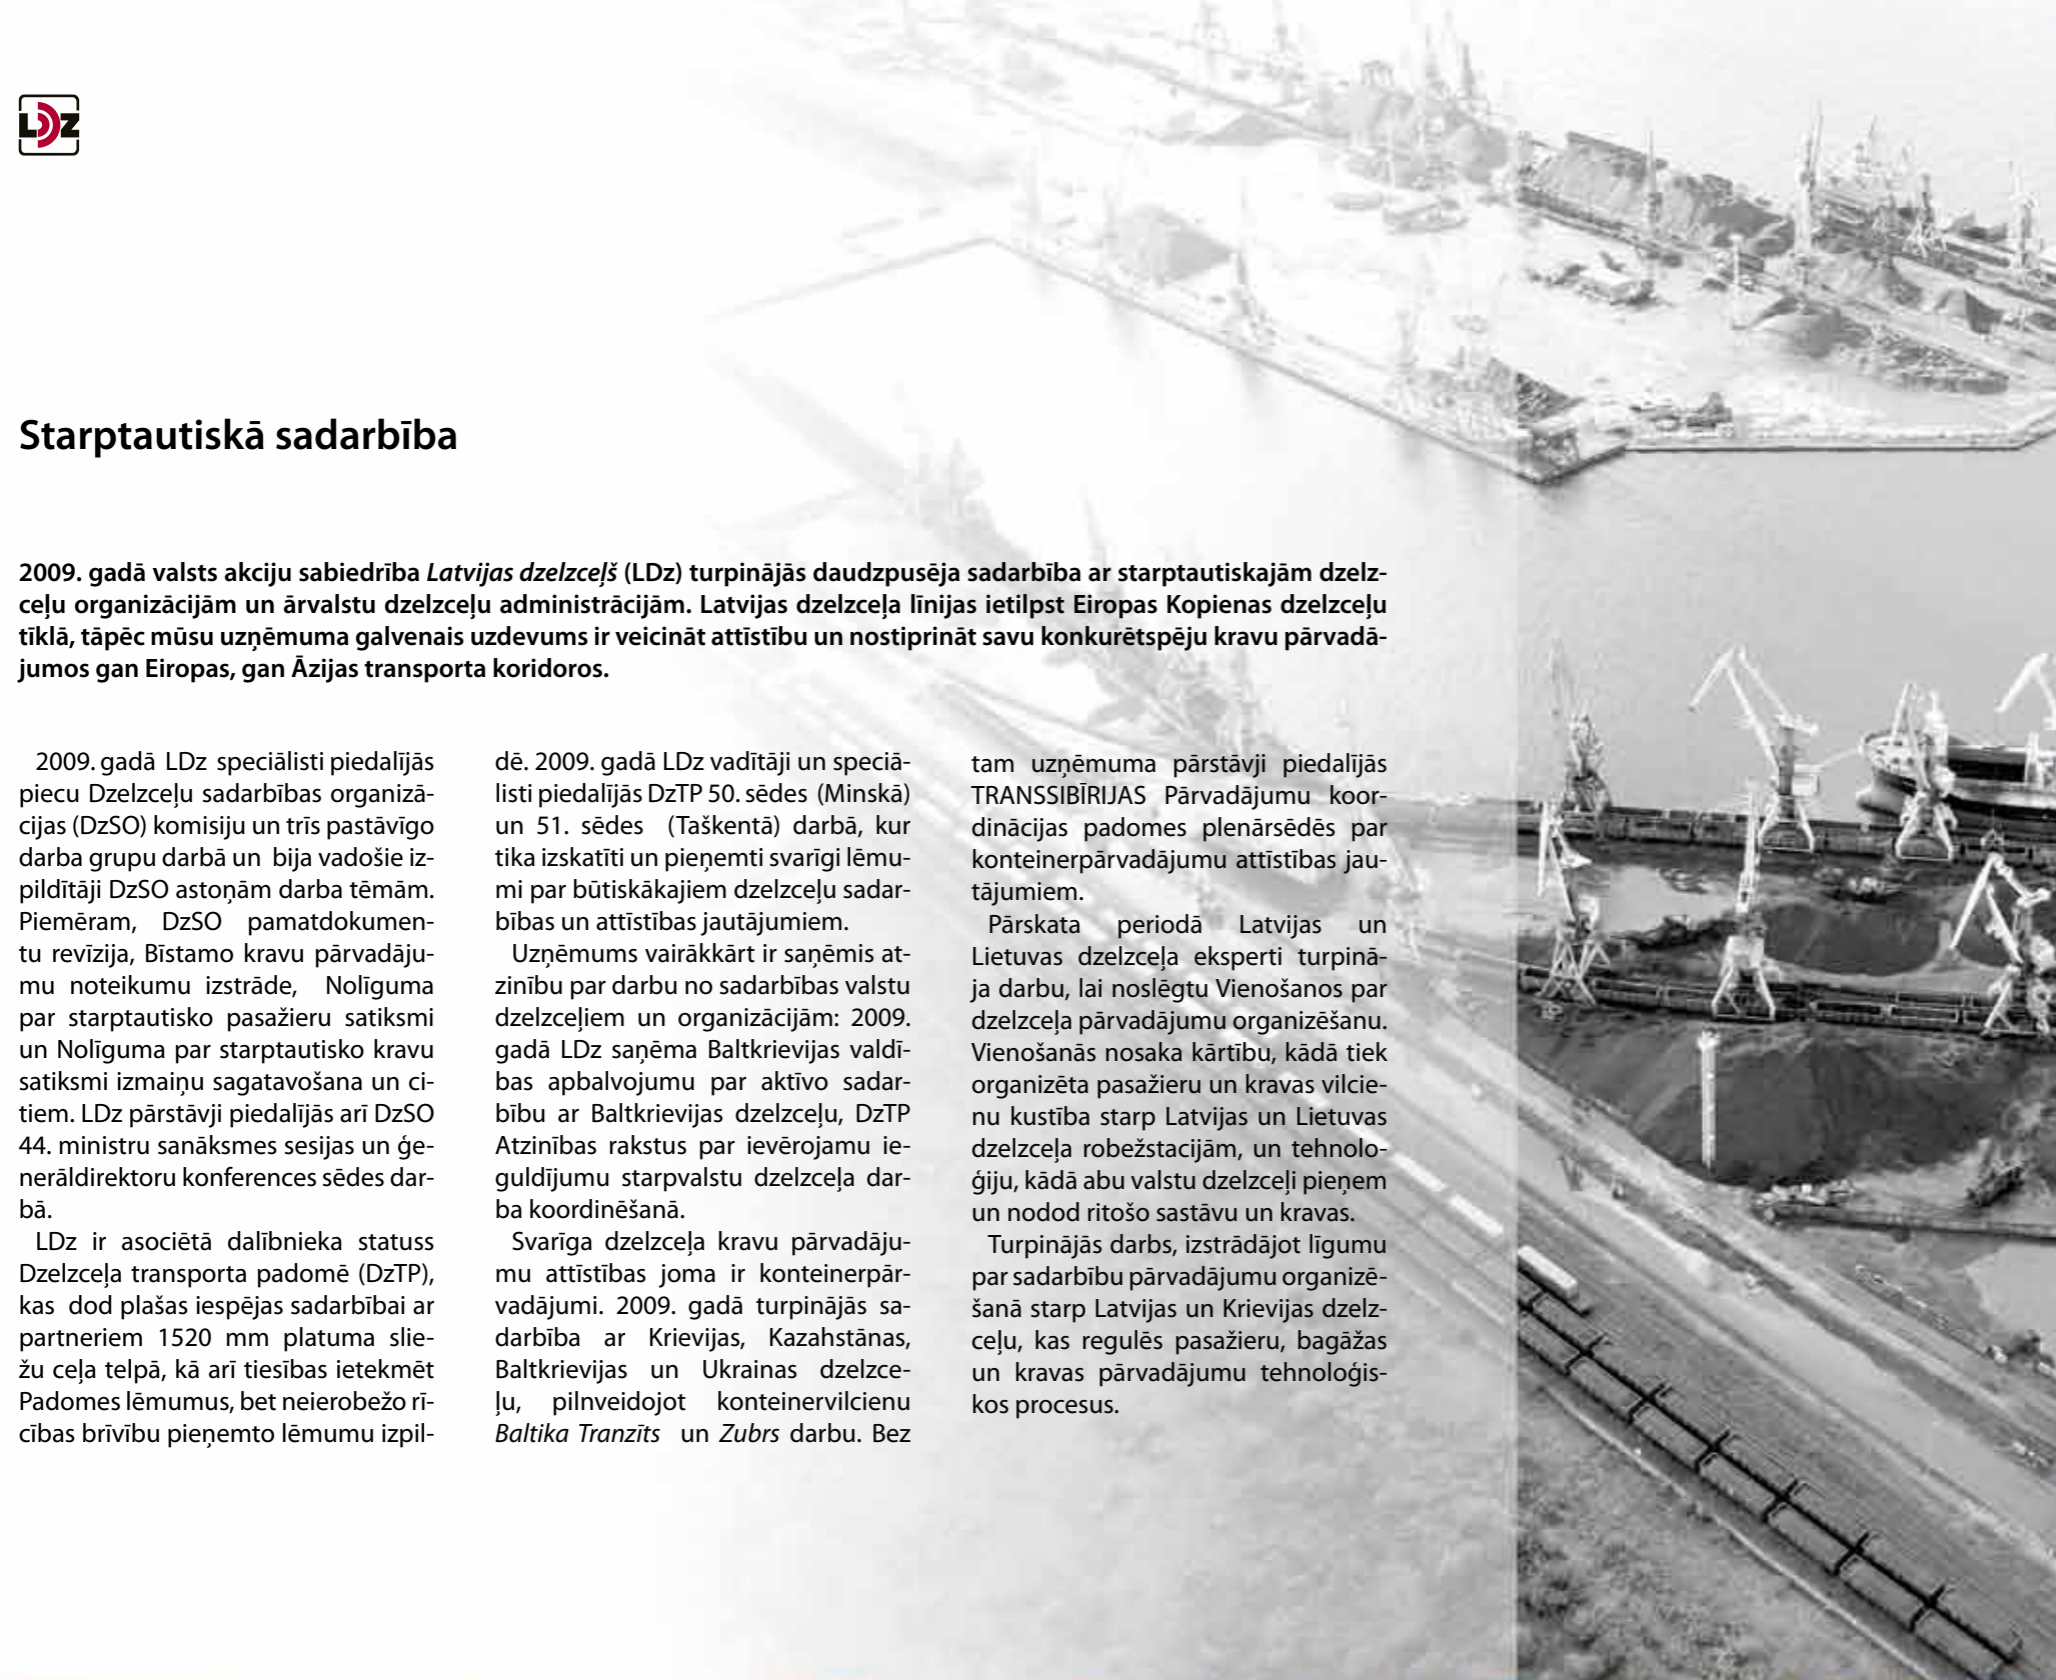 LDZ
Starptautiskā sadarbība
2009. gadā valsts akciju sabiedrība Latvijas dzelzceļš (LDz) turpinājās daudzpusēja sadarbība ar starptautiskajām dzelz-
ceļu organizācijām un ārvalstu dzelzceļu administrācijām. Latvijas dzelzceļa līnijas ietilpst Eiropas Kopienas dzelzceļu
tīklā, tāpēc mūsu uzņēmuma galvenais uzdevums ir veicināt attīstību un nostiprināt savu konkurētspēju kravu pārvadā-
jumos gan Eiropas, gan Āzijas transporta koridoros.
2009. gadā LDz speciālisti piedalījās
piecu Dzelzceļu sadarbības organizā-
cijas (DzSO) komisiju un trīs pastāvīgo
darba grupu darbā un bija vadošie iz-
pildītāji DzSO astoņām darba tēmām.
Piemēram, DzSO pamatdokumen-
tu revīzija, Bīstamo kravu pārvadāju-
mu noteikumu izstrāde, Nolīguma
par starptautisko pasažieru satiksmi
un Nolīguma par starptautisko kravu
satiksmi izmaiņu sagatavošana un ci-
tiem. LDz pārstāvji piedalījās arī DzSO
44. ministru sanāksmes sesijas un ģe-
nerāldirektoru konferences sēdes dar-
bā.
LDz ir asociētā dalībnieka statuss
Dzelzceļa transporta padomē (DzTP),
kas dod plašas iespējas sadarbībai ar
partneriem 1520 mm platuma slie-
žu ceļa telpā, kā arī tiesības ietekmēt
Padomes lēmumus, bet neierobežo rī-
cības brīvību pieņemto lēmumu izpil-
dē. 2009. gadā LDz vadītāji un speciā-
listi piedalījās DzTP 50. sēdes (Minskā)
un 51. sēdes (Taškentā) darbā, kur
tika izskatīti un pieņemti svarīgi lēmu-
mi par būtiskākajiem dzelzceļu sadar-
bības un attīstības jautājumiem.
Uzņēmums vairākkārt ir saņēmis at-
zinību par darbu no sadarbības valstu
dzelzceļiem un organizācijām: 2009.
gadā LDz saņēma Baltkrievijas valdī-
bas apbalvojumu par aktīvo sadar-
bību ar Baltkrievijas dzelzceļu, DzTP
Atzinības rakstus par ievērojamu ie-
guldījumu starpvalstu dzelzceļa dar-
ba koordinēšanā.
Svarīga dzelzceļa kravu pārvadāju-
mu attīstības joma ir konteinerpār-
vadājumi. 2009. gadā turpinājās sa-
darbība ar Krievijas, Kazahstānas,
Baltkrievijas un Ukrainas dzelzce-
ļu, pilnveidojot konteinervilcienu
Baltika Tranzīts un Zubrs darbu. Bez
tam uzņēmuma pārstāvji piedalījās
TRANSSIBĪRIJAS Pārvadājumu koor-
dinācijas padomes plenārsēdēs par
konteinerpārvadājumu attīstības jau-
tājumiem.
Pārskata periodā Latvijas un
Lietuvas dzelzceļa eksperti turpinā-
ja darbu, lai noslēgtu Vienošanos par
dzelzceļa pārvadājumu organizēšanu.
Vienošanās nosaka kārtību, kādā tiek
organizēta pasažieru un kravas vilcie-
nu kustība starp Latvijas un Lietuvas
dzelzceļa robežstacijām, un tehnolo-
ģiju, kādā abu valstu dzelzceļi pieņem
un nodod ritošo sastāvu un kravas.
Turpinājās darbs, izstrādājot līgumu
par sadarbību pārvadājumu organizē-
šanā starp Latvijas un Krievijas dzelz-
ceļu, kas regulēs pasažieru, bagāžas
un kravas pārvadājumu tehnoloģis-
kos procesus.